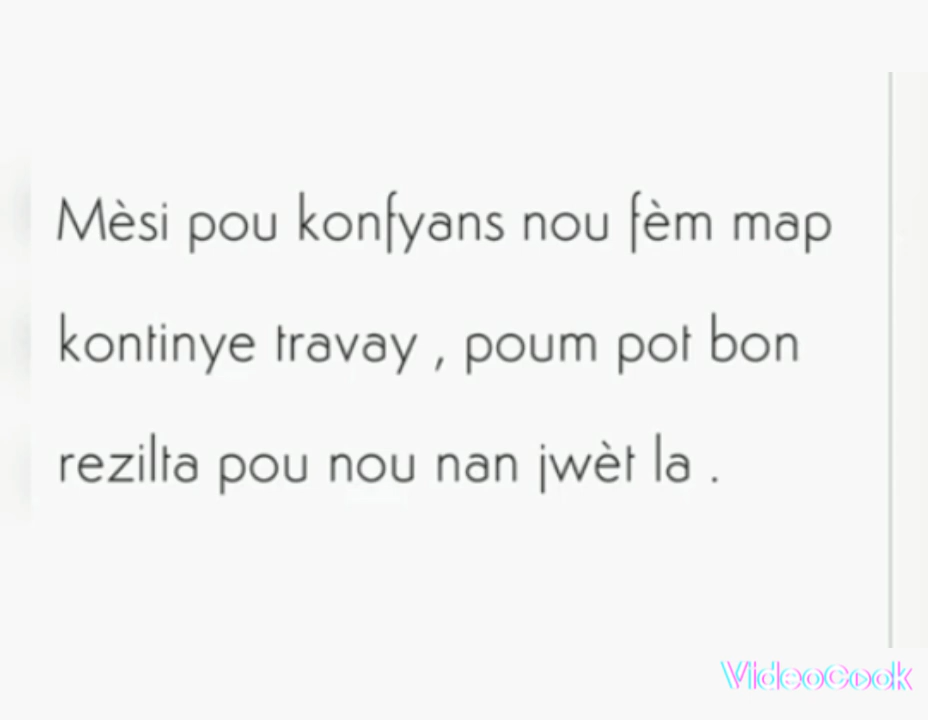 Mèsi pou konfyans nou fèm map
kontinye travay , poum pot bon
rezilta pou nou nan jwèt la .
VideoCook